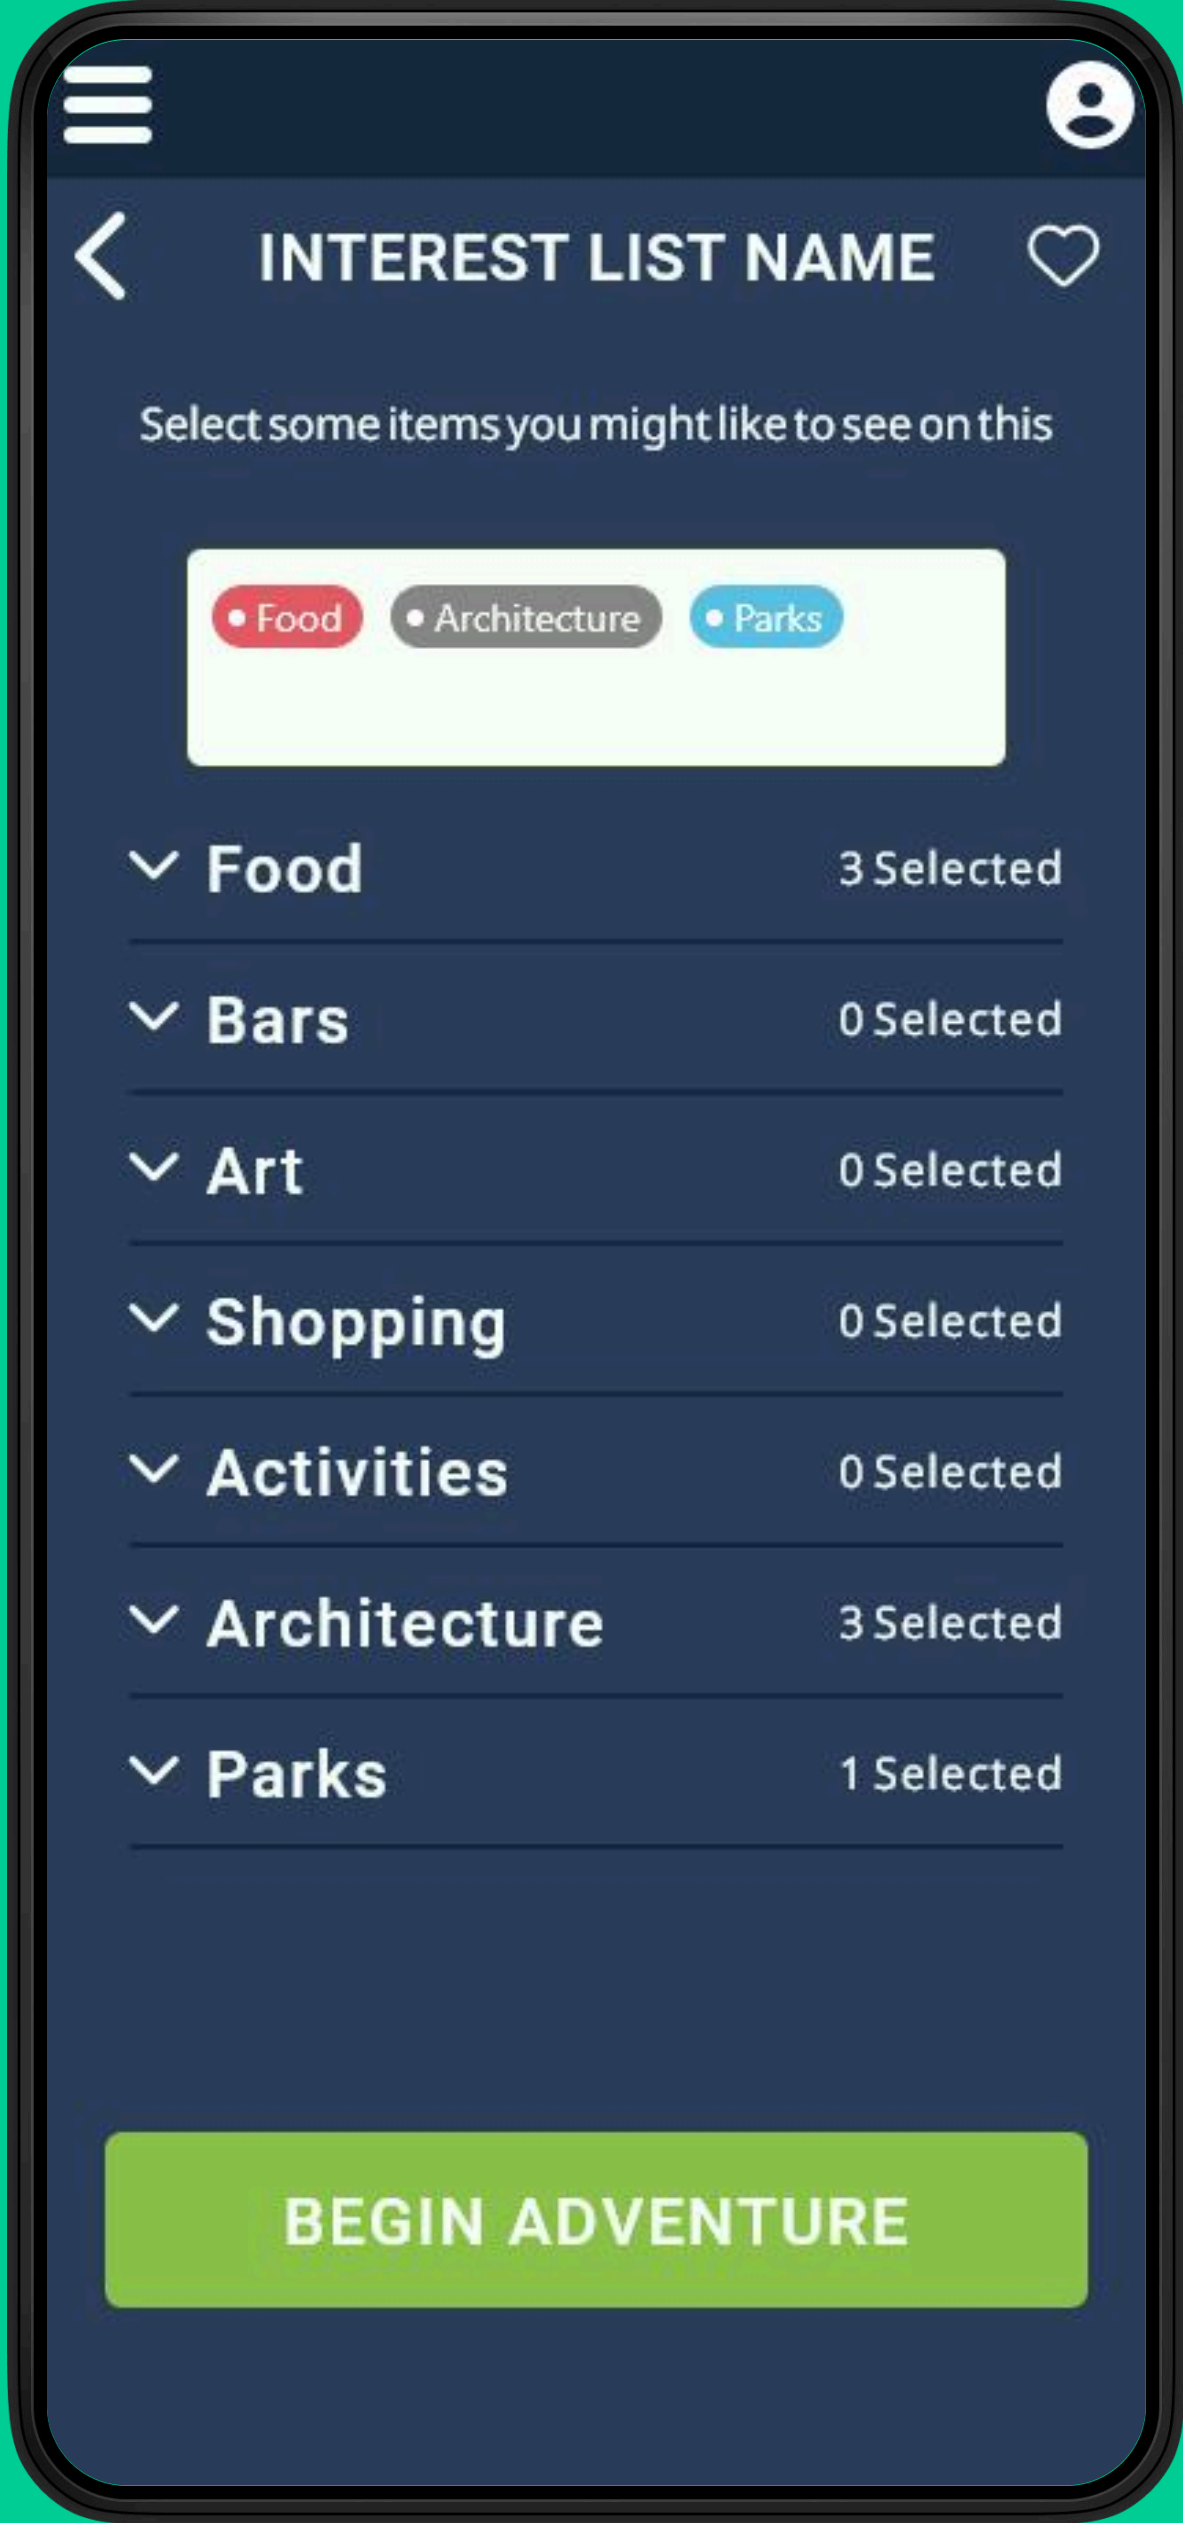 INTEREST LIST NAME
Select some items you might like to see on this
• Food • Architecture • Parks
Food 3 Selected
Bars 0 Selected
Art 0 Selected
Shopping 0 Selected
Activities 0 Selected
Architecture 3 Selected
Parks 1 Selected
BEGIN ADVENTURE